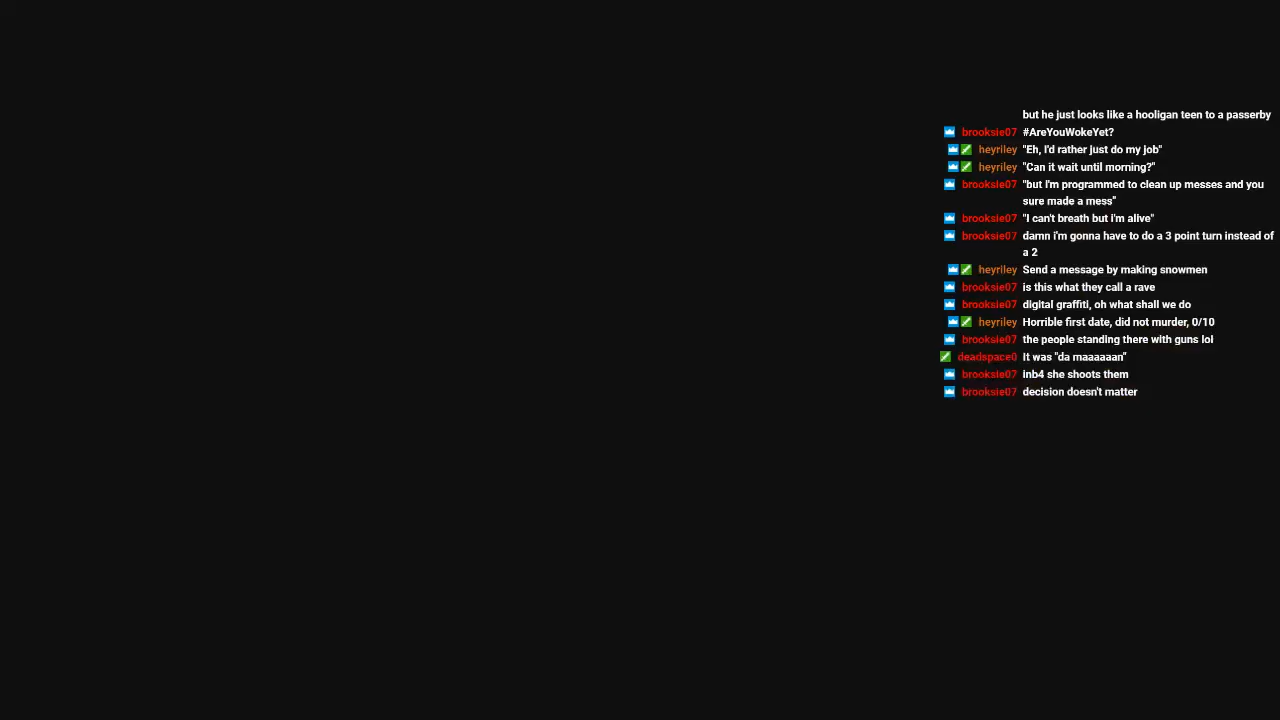 but he just looks like a hooligan teen to a passerby
brooksie07 #AreYouWokeYet?
heyriley "Eh, I'd rather just do my job"
heyriley "Can it wait until morning?"
brooksie07 "but I'm programmed to clean up messes and you
sure made a mess"
brooksie07 "I can't breath but i'm alive"
brooksie07 damn i'm gonna have to do a 3 point turn instead of
a 2
heyriley Send a message by making snowmen
brooksie07 is this what they call a rave
brooksie07 digital graffiti, oh what shall we do
heyriley Horrible first date, did not murder, 0/10
brooksie07 the people standing there with guns lol
deadspace0 It was "da maaaaaan"
brooksie07 inb4 she shoots them
brooksie07 decision doesn't matter